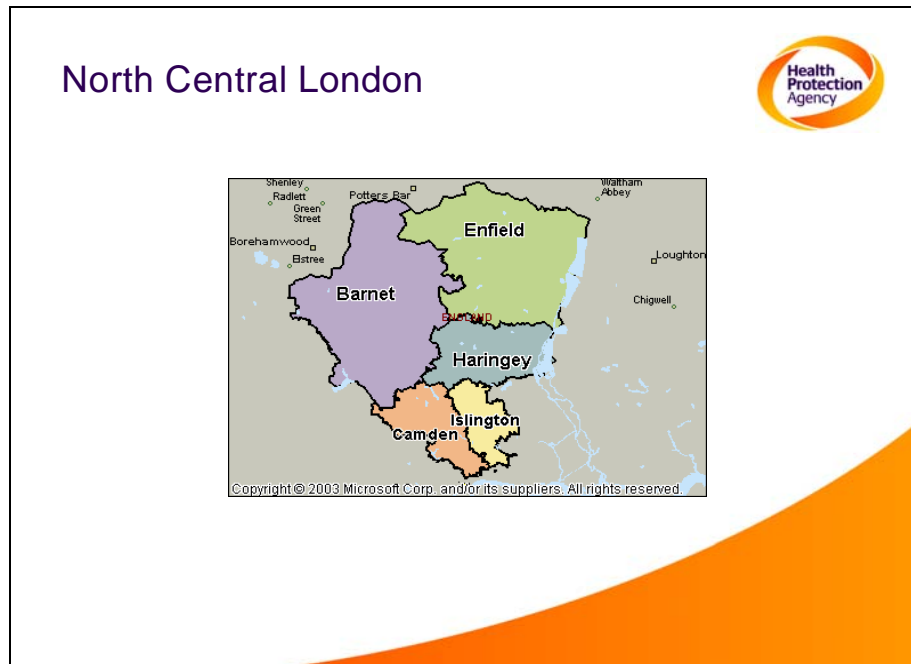 North Central London
Health
Protection
Agency
Shenley
Radlett
Green
Street
Potters Bar
Waltham
Abbey
Borehamwood
Elstree
Enfield
Loughton
Barnet
Chigwell
ENGLAND
Haringey
Islington
Camden
Copyright © 2003 Microsoft Corp. and/or its suppliers. All rights reserved.